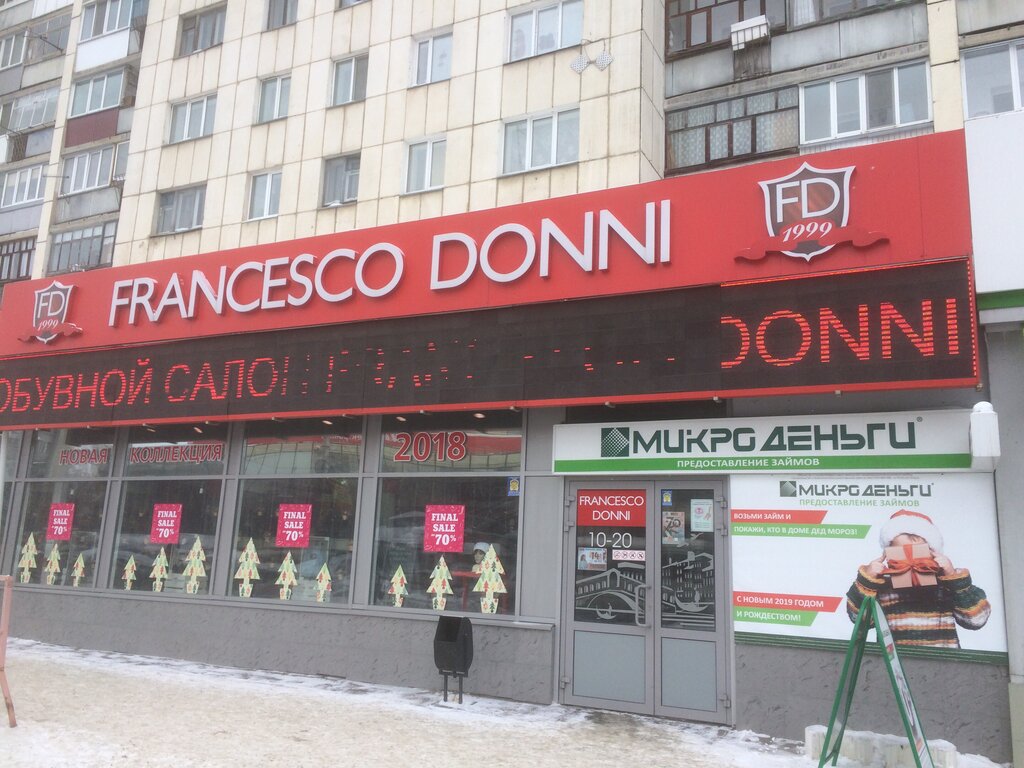 FRANCESCO DONNI
FD
1999
FD
1999
ОБУВНОЙ САЛОН
DONNI
НОВАЯ КОЛЛЕКЦИЯ
2018
FINAL
SALE
70%
FINAL
SALE
70%
FINAL
SALE
70%
FINAL
SALE
70%
МИКРО ДЕНЬГИ®
ПРЕДОСТАВЛЕНИЕ ЗАЙМОВ
FRANCESCO
DONNI
10-20
70
МИКРО ДЕНЬГИ®
ПРЕДОСТАВЛЕНИЕ ЗАЙМОВ
ВОЗЬМИ ЗАЙМ И
ПОКАЖИ, КТО В ДОМЕ ДЕД МОРОЗ!
С НОВЫМ 2019 ГОДОМ
И РОЖДЕСТВОМ!